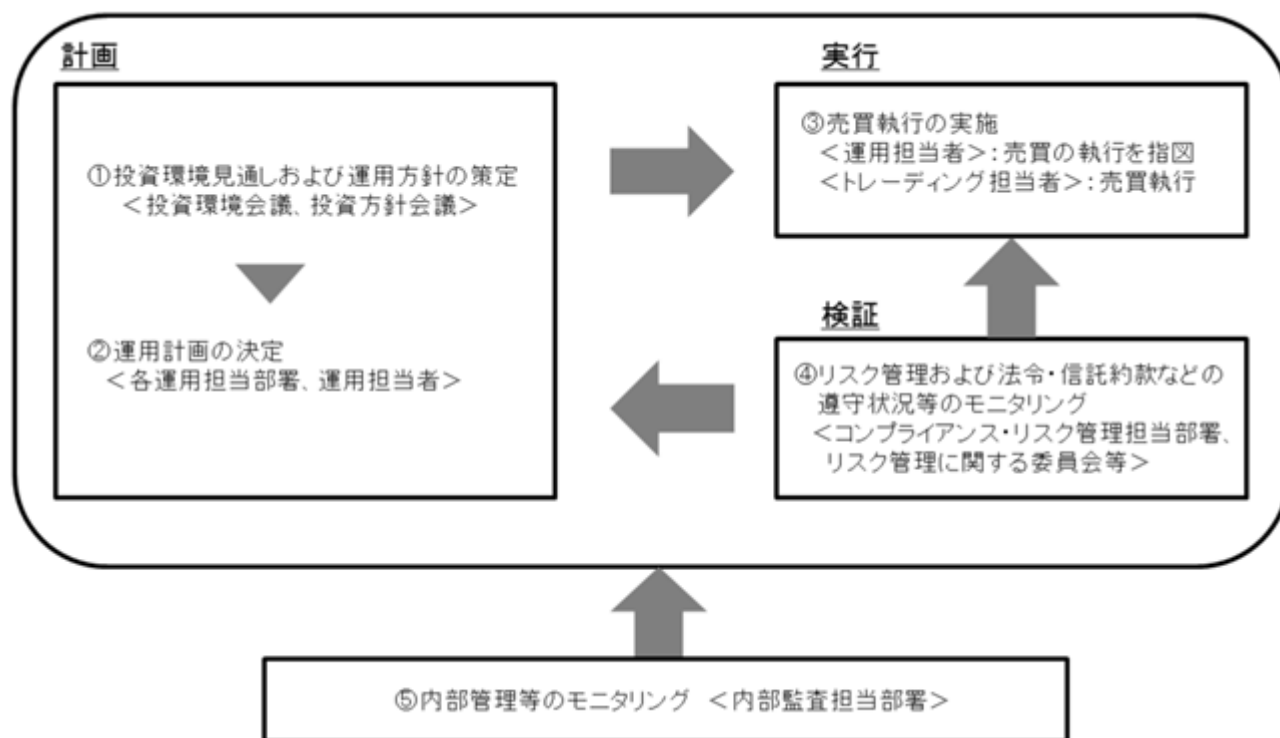 計画
①投資環境見通しおよび運用方針の策定
＜投資環境会議、投資方針会議＞
②運用計画の決定
＜各運用担当部署、運用担当者＞
実行
③売買執行の実施
＜運用担当者＞：売買の執行を指図
＜トレーディング担当者＞：売買執行
検証
④リスク管理および法令・信託約款などの
遵守状況等のモニタリング
＜コンプライアンス・リスク管理担当部署、
リスク管理に関する委員会等＞
⑤内部管理等のモニタリング ＜内部監査担当部署＞